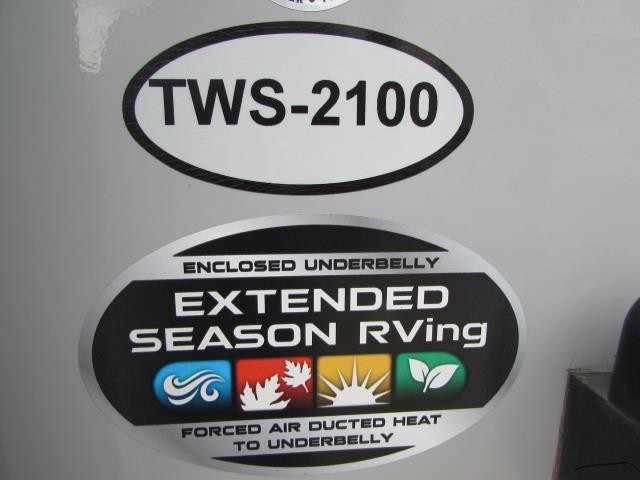 TWS-2100
ENCLOSED UNDERBELLY
EXTENDED
SEASON RVing
FORCED AIR DUCTED HEAT
TO UNDERBELLY